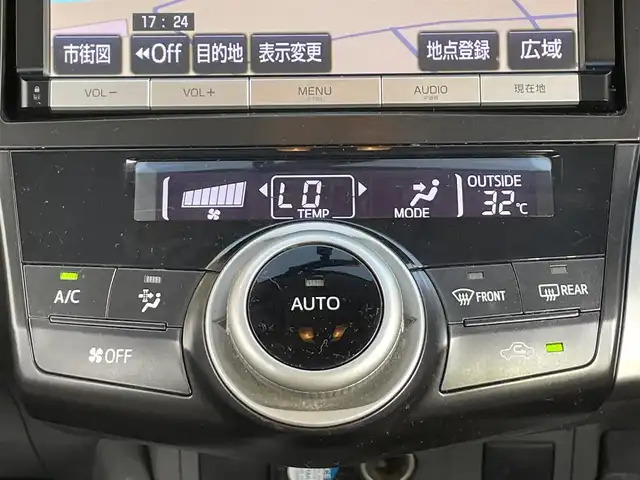 17:24
市街図 ◀◀Off 目的地 表示変更 地点登録 広域
VOL− VOL+ MENU AUDIO 現在地
LO TEMP MODE OUTSIDE 32℃
A/C AUTO FRONT REAR
OFF